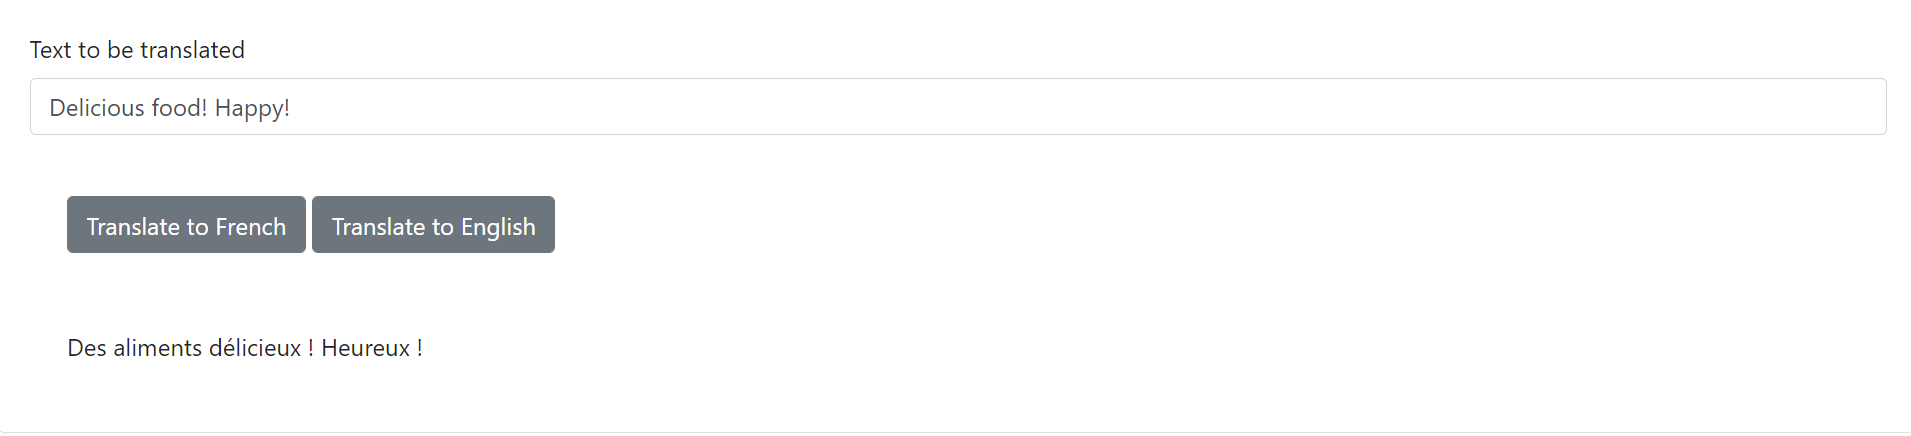 Text to be translated
Delicious food! Happy!
Translate to French Translate to English
Des aliments délicieux ! Heureux !